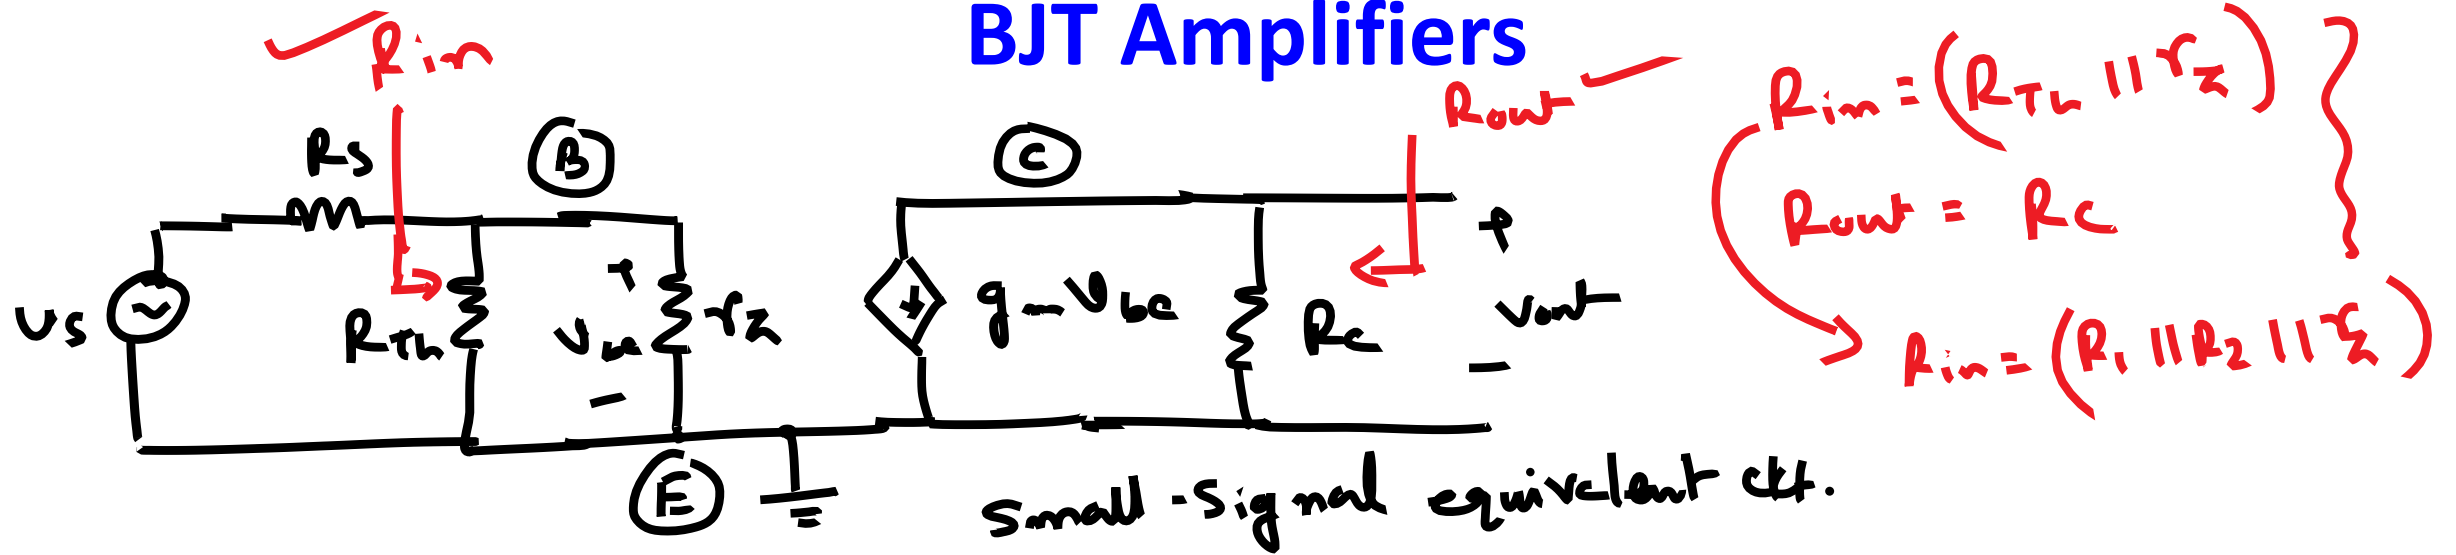 BJT Amplifiers
Rin
Rout
Rin = (RTh || rπ)
Rs
B
C
Rout = RC
+
+
vs
RTh
vbe
rπ
gm vbe
RC
vout
Rin = (R1 || R2 || rπ)
−
−
E
small-signal equivalent ckt.